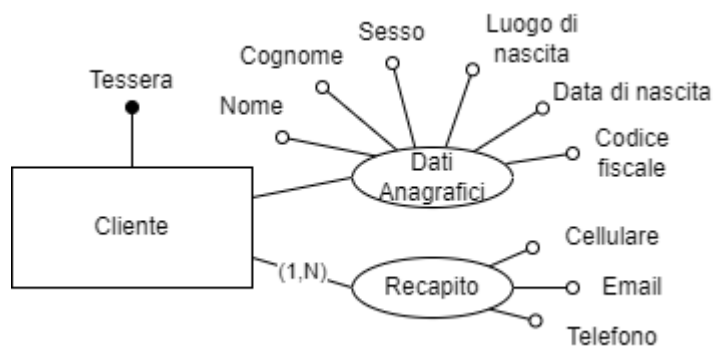 Luogo di
nascita
Sesso
Cognome
Tessera
Nome
Data di nascita
Dati
Anagrafici
Codice
fiscale
Cliente
Cellulare
(1,N)
Recapito
Email
Telefono